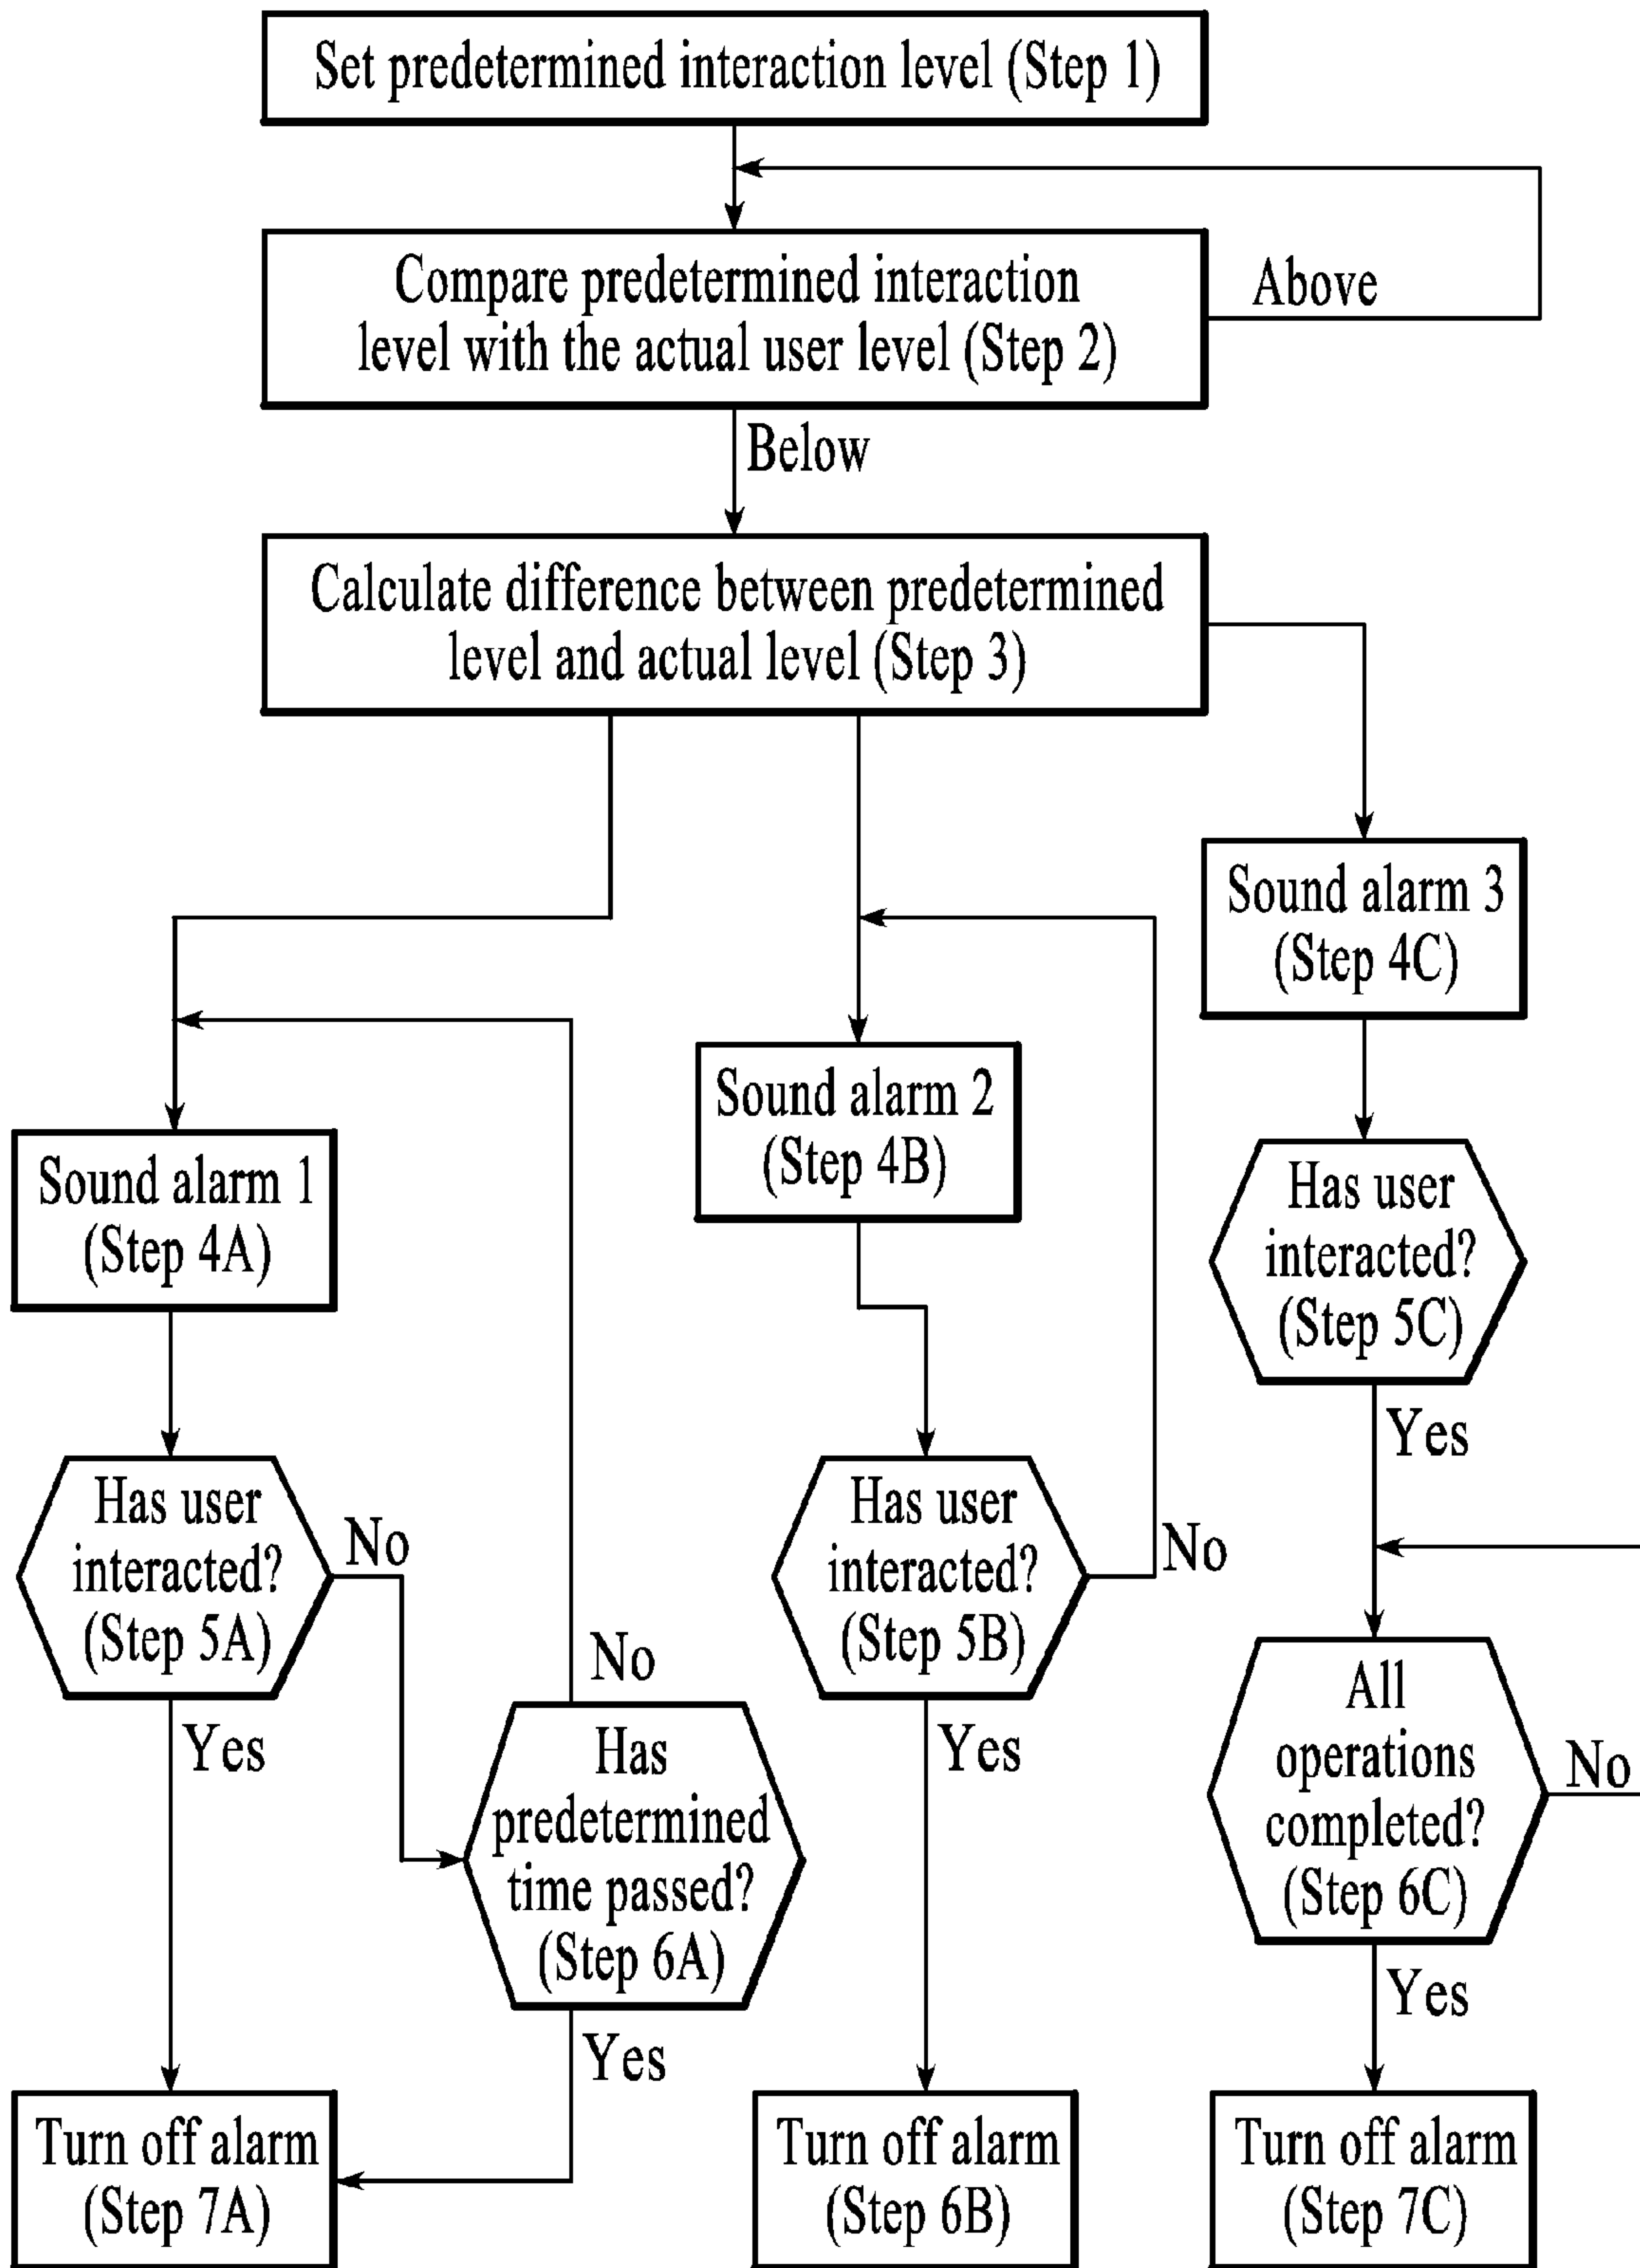 Set predetermined interaction level (Step 1)
Compare predetermined interaction
level with the actual user level (Step 2)
Above
Below
Calculate difference between predetermined
level and actual level (Step 3)
Sound alarm 1
(Step 4A)
Has user
interacted?
(Step 5A)
No
Yes
No
Has
predetermined
time passed?
(Step 6A)
Yes
Turn off alarm
(Step 7A)
Sound alarm 2
(Step 4B)
Has user
interacted?
(Step 5B)
No
Yes
Turn off alarm
(Step 6B)
Sound alarm 3
(Step 4C)
Has user
interacted?
(Step 5C)
Yes
All
operations
completed?
(Step 6C)
No
Yes
Turn off alarm
(Step 7C)